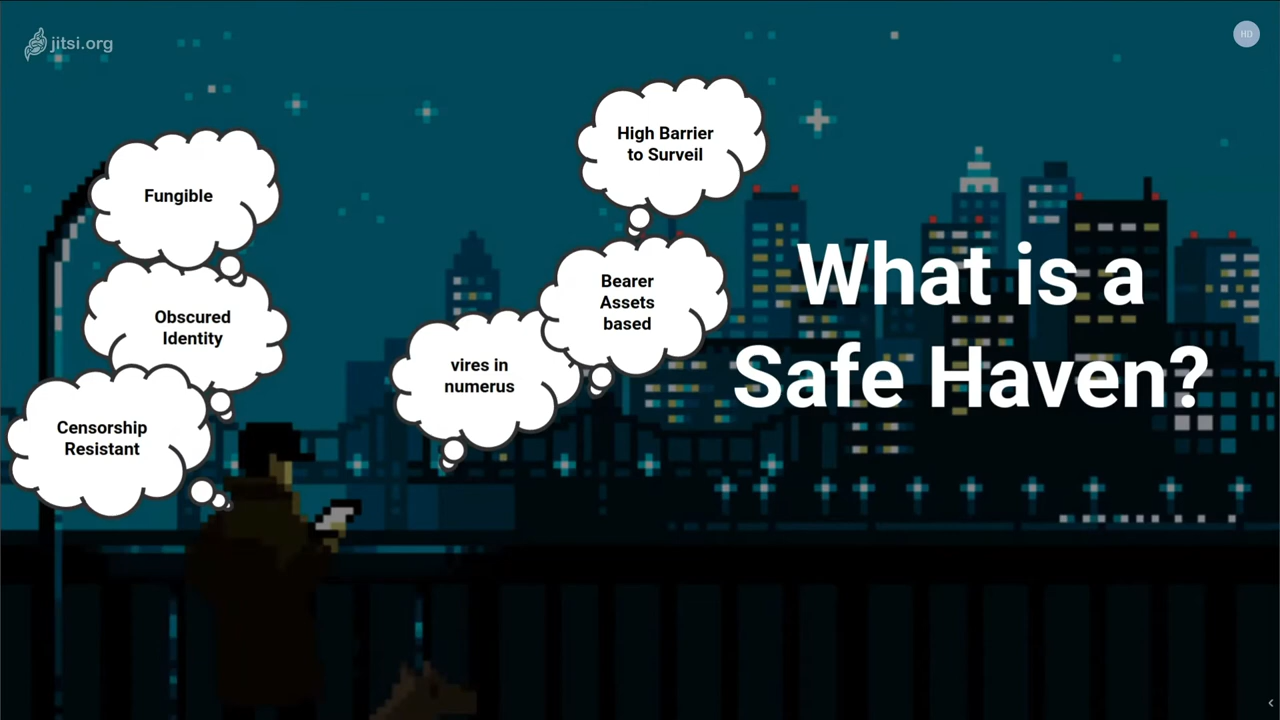 jitsi.org
HD
High Barrier
to Surveil
Fungible
Bearer
Assets
based
Obscured
Identity
vires in
numerus
Censorship
Resistant
What is a
Safe Haven?